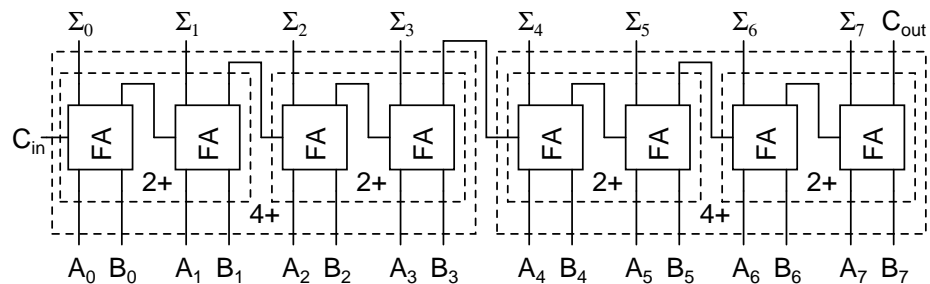 Σ₀ Σ₁ Σ₂ Σ₃ Σ₄ Σ₅ Σ₆ Σ₇ Cout
Cin FA FA FA FA FA FA FA FA
2+ 2+ 2+ 2+
4+ 4+
A₀ B₀ A₁ B₁ A₂ B₂ A₃ B₃ A₄ B₄ A₅ B₅ A₆ B₆ A₇ B₇